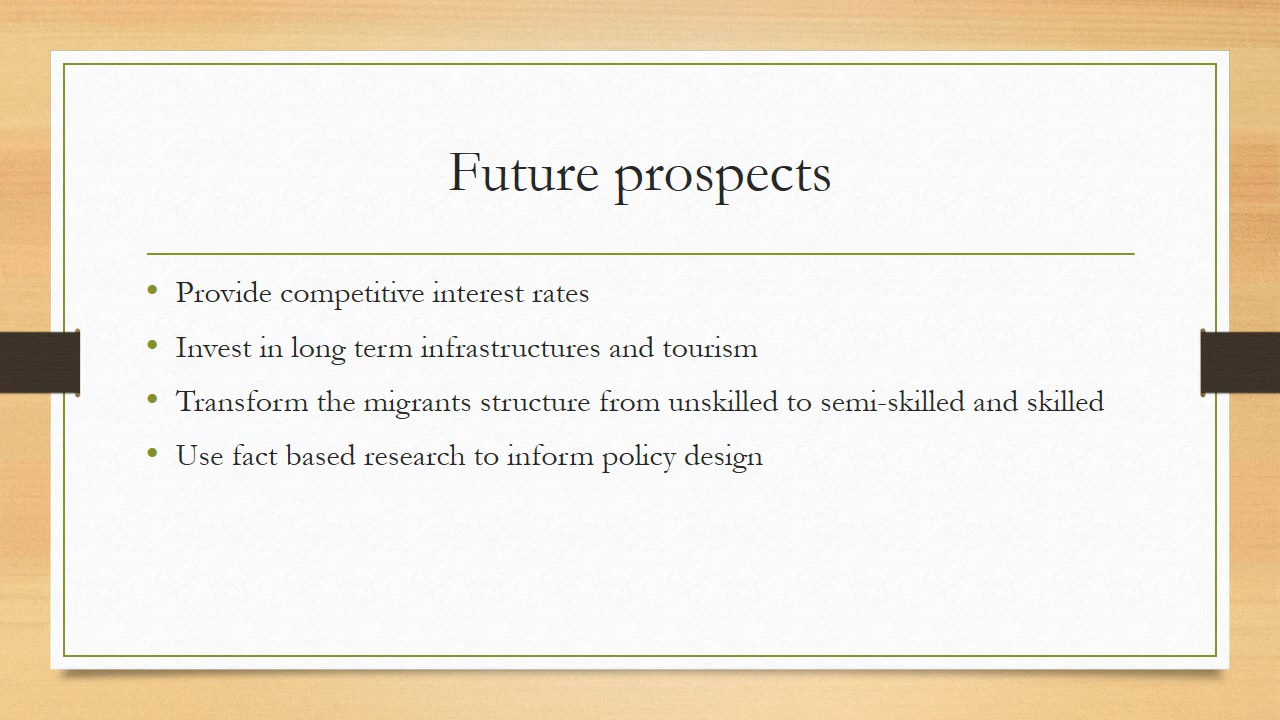 Future prospects
• Provide competitive interest rates
• Invest in long term infrastructures and tourism
• Transform the migrants structure from unskilled to semi-skilled and skilled
• Use fact based research to inform policy design